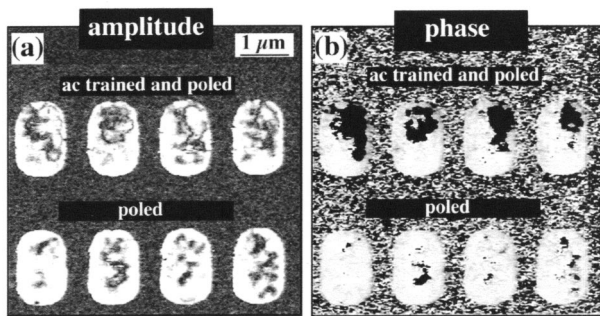 amplitude
(a)
1 μm
ac trained and poled
poled
phase
(b)
ac trained and poled
poled